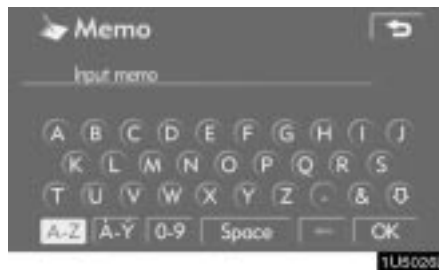 Memo
Input memo
A B C D E F G H I J
K L M N O P Q R S
T U V W X Y Z . & ⇩
A-Z À-Ý 0-9 Space ← OK
1U5026